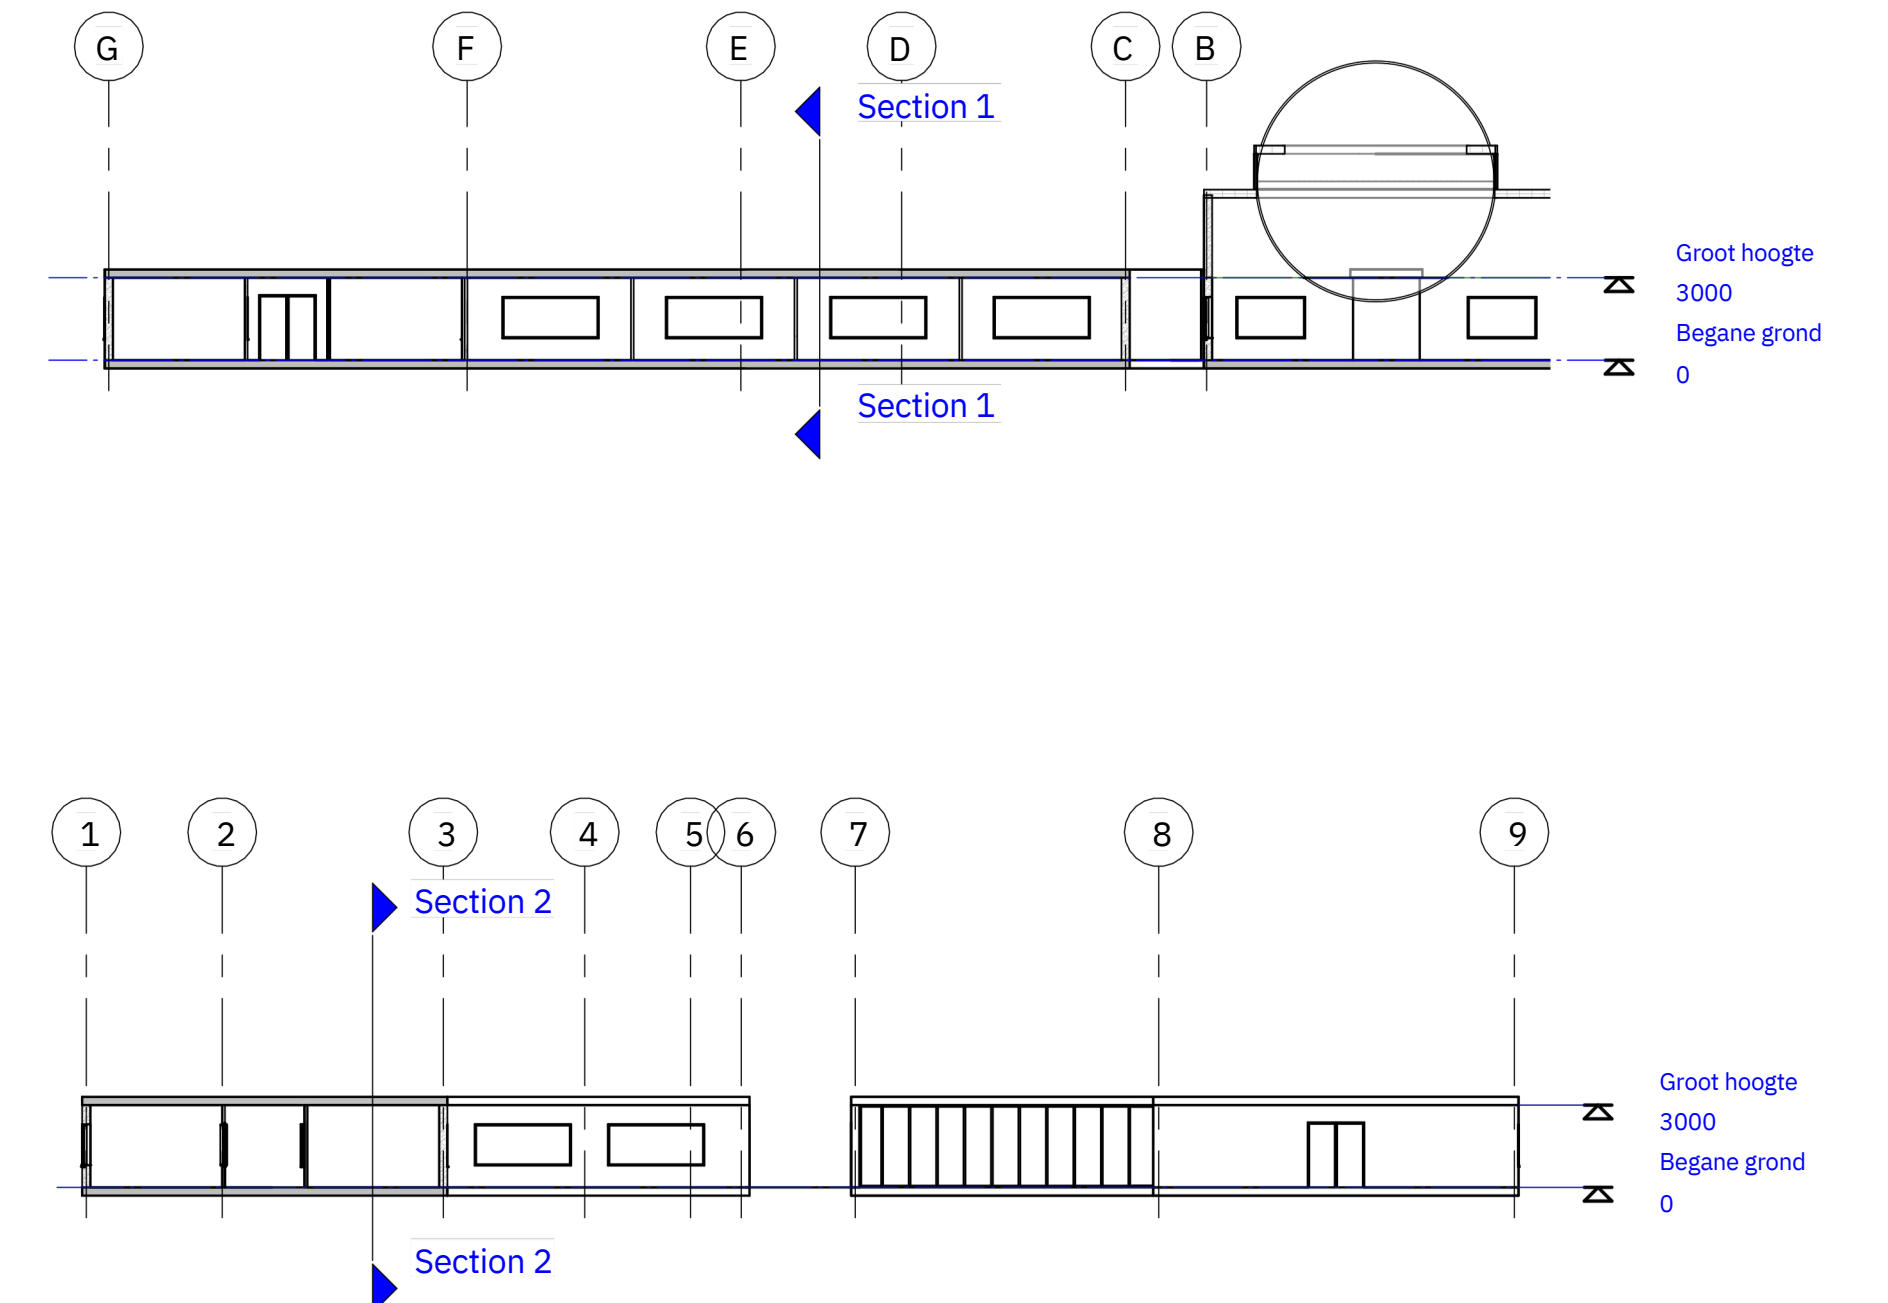 G F E D C B
Section 1
Groot hoogte
3000
Begane grond
0
Section 1
1 2 3 4 5 6 7 8 9
Section 2
Groot hoogte
3000
Begane grond
0
Section 2